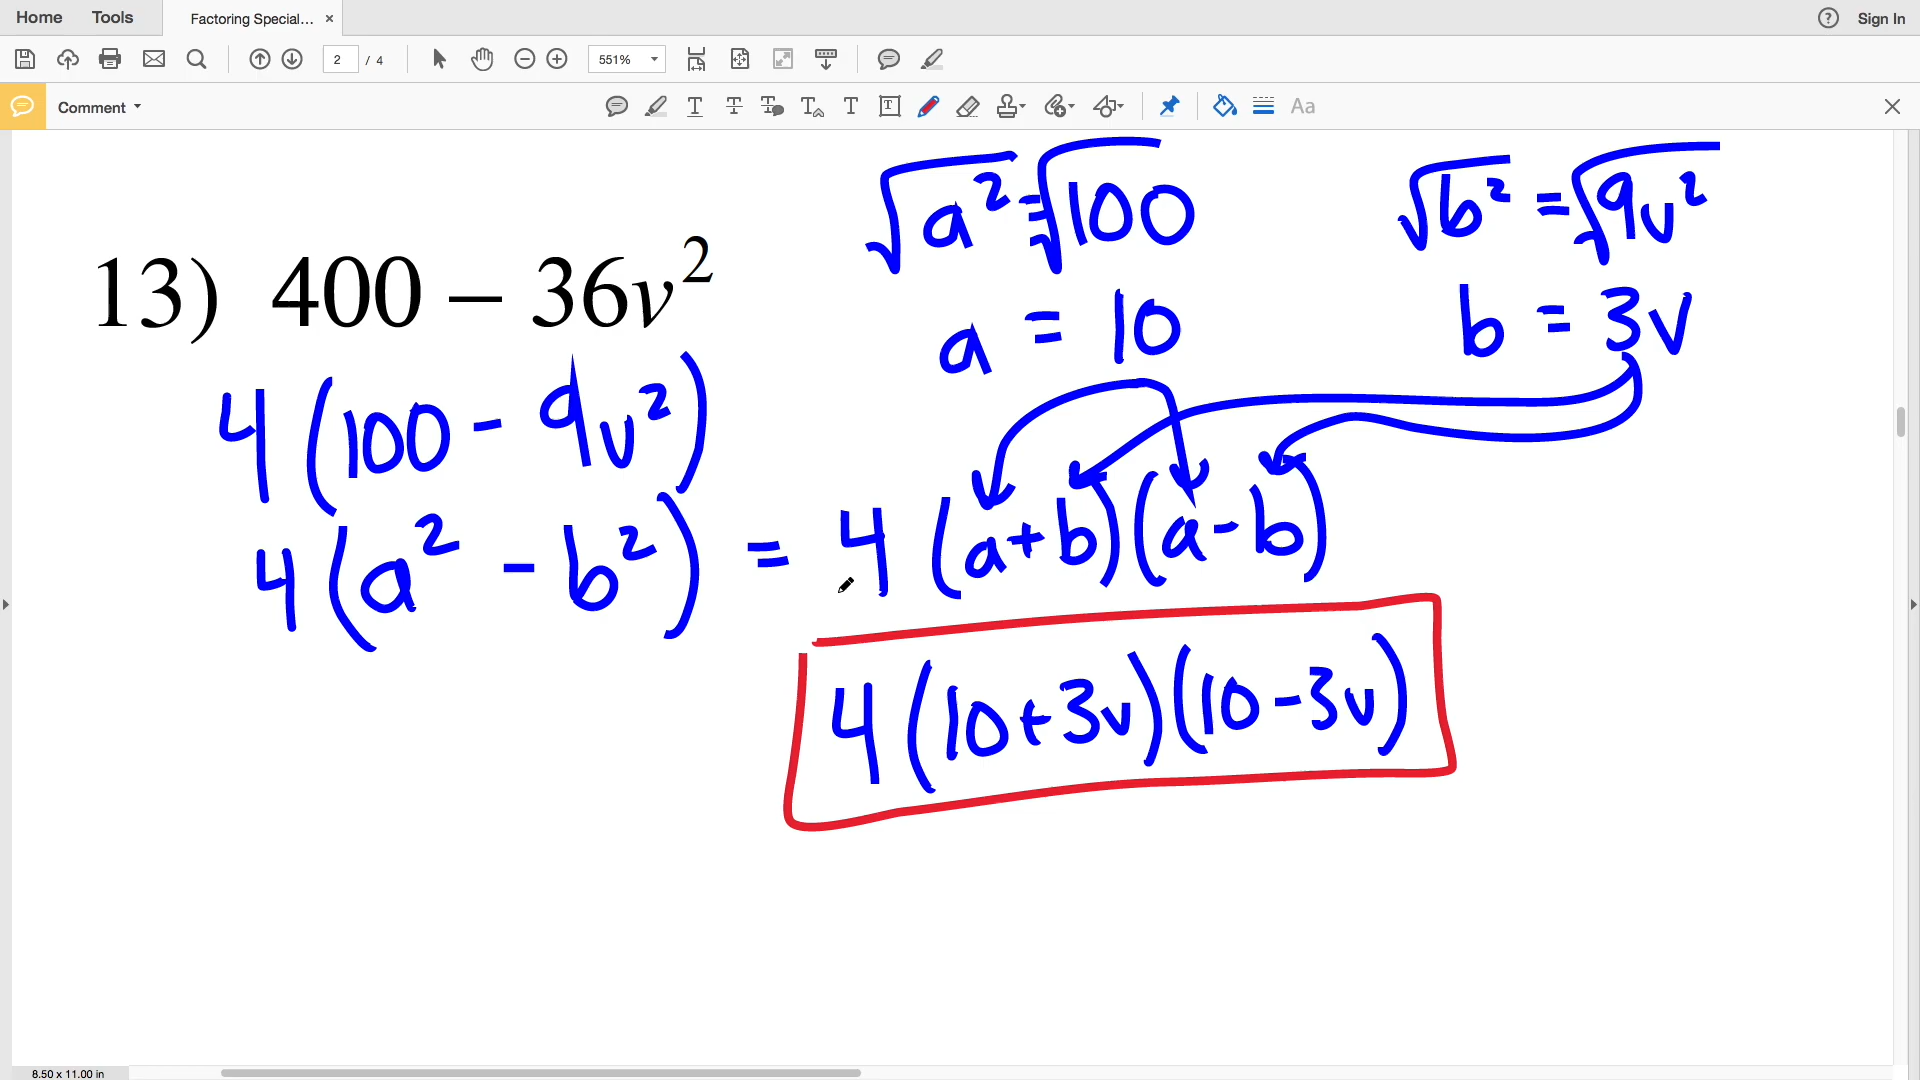 Home Tools Factoring Special... × ? Sign In
2 / 4 551%
Comment T T T T T T Aa
√a² = √100 √b² = √9v²
13) 400 – 36v²
a = 10 b = 3v
4(100 - 9v²)
4(a² - b²) = 4(a+b)(a-b)
4(10+3v)(10-3v)
8.50 x 11.00 in